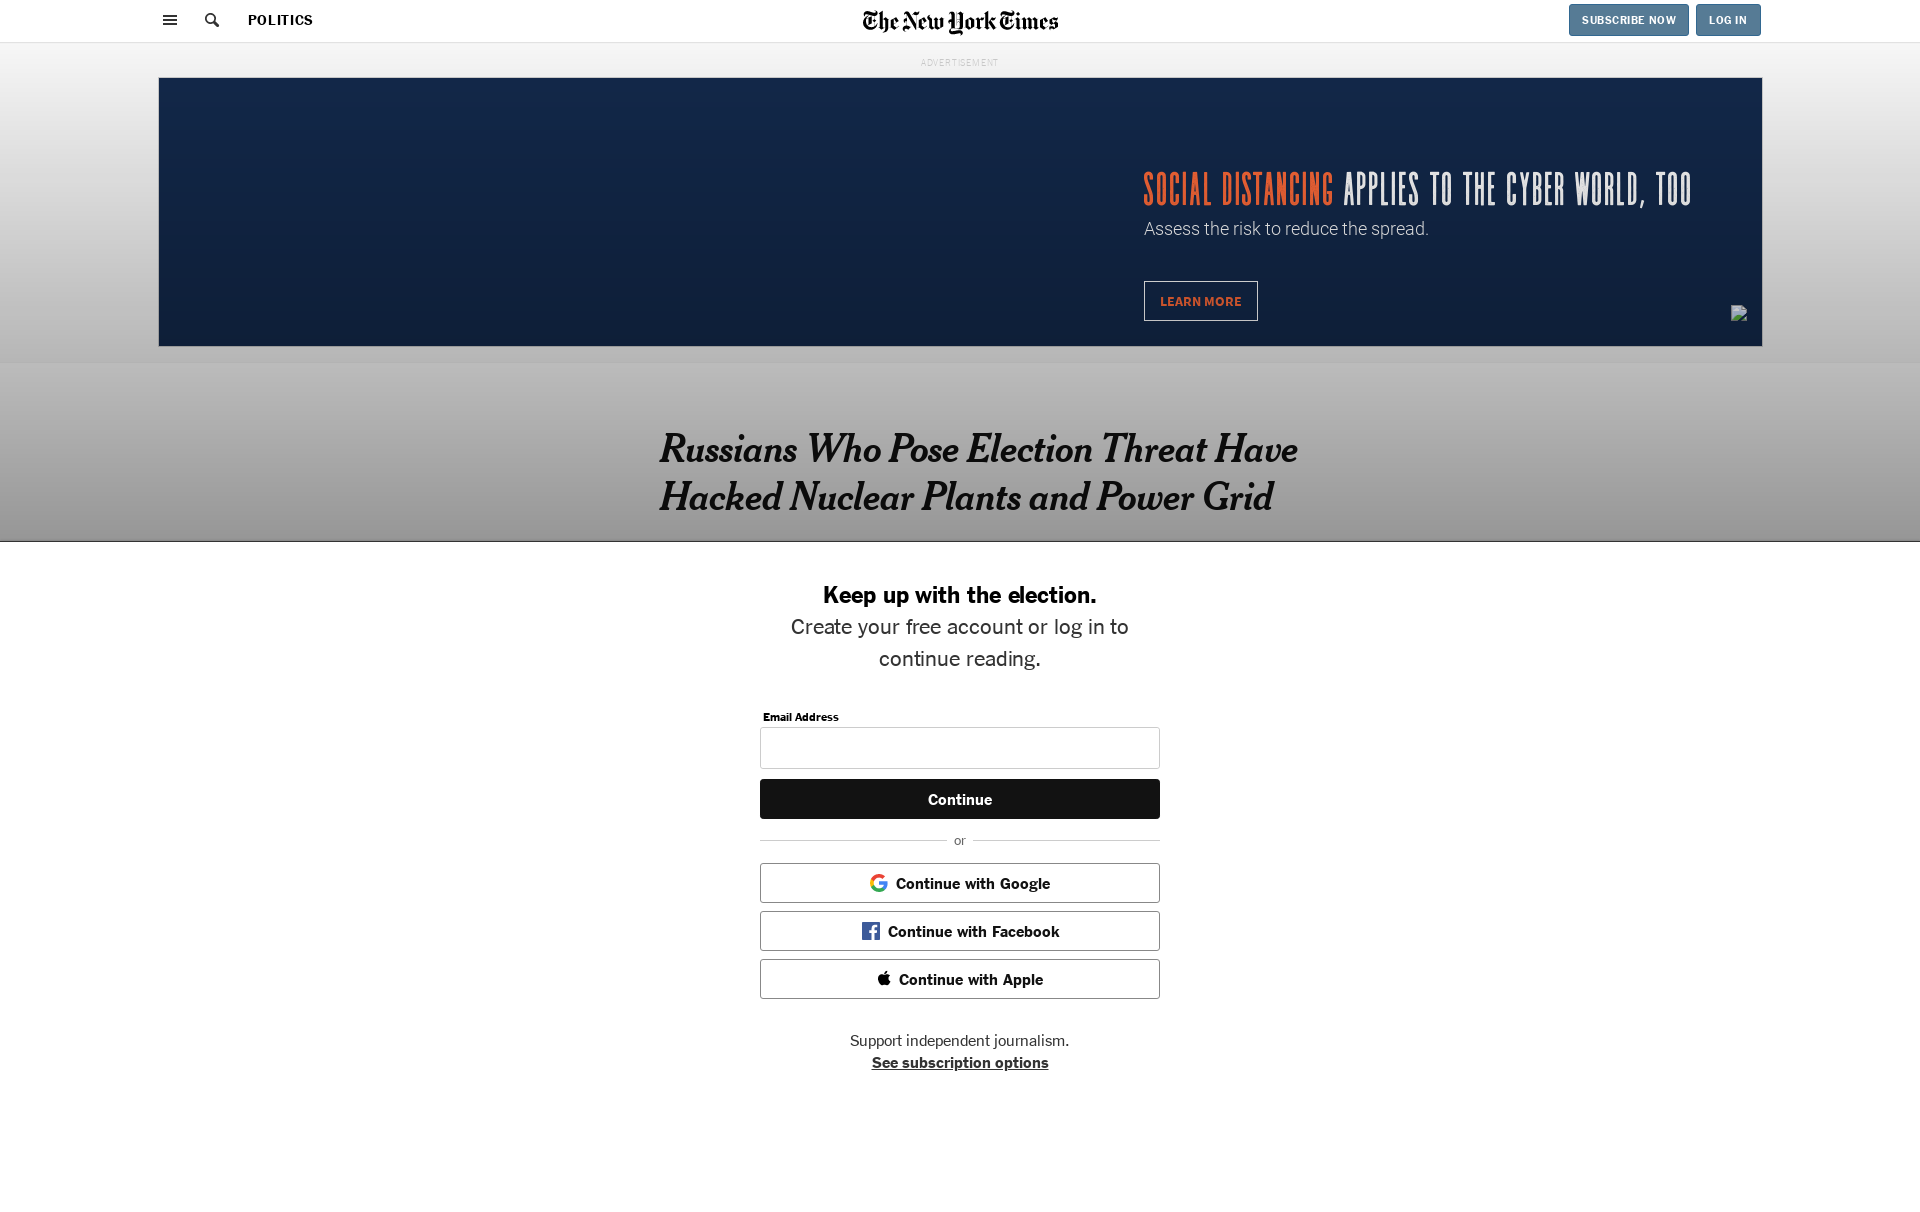 POLITICS
The New York Times
SUBSCRIBE NOW
LOG IN
ADVERTISEMENT
SOCIAL DISTANCING APPLIES TO THE CYBER WORLD, TOO
Assess the risk to reduce the spread.
LEARN MORE
Russians Who Pose Election Threat Have
Hacked Nuclear Plants and Power Grid
Keep up with the election.
Create your free account or log in to
continue reading.
Email Address
Continue
or
Continue with Google
Continue with Facebook
Continue with Apple
Support independent journalism.
See subscription options